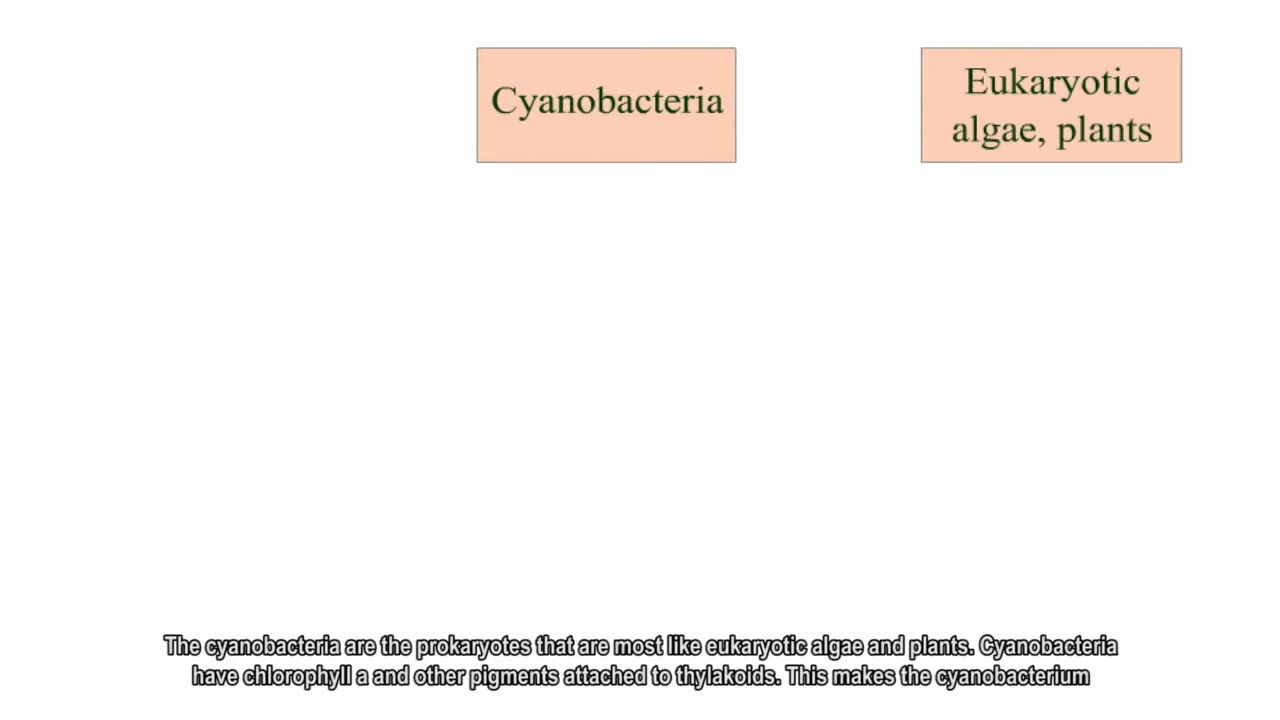 Cyanobacteria
Eukaryotic
algae, plants
The cyanobacteria are the prokaryotes that are most like eukaryotic algae and plants. Cyanobacteria
have chlorophyll a and other pigments attached to thylakoids. This makes the cyanobacterium